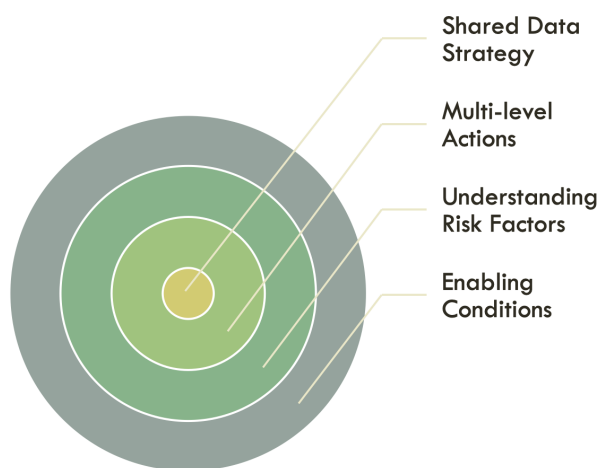 Shared Data
Strategy
Multi-level
Actions
Understanding
Risk Factors
Enabling
Conditions